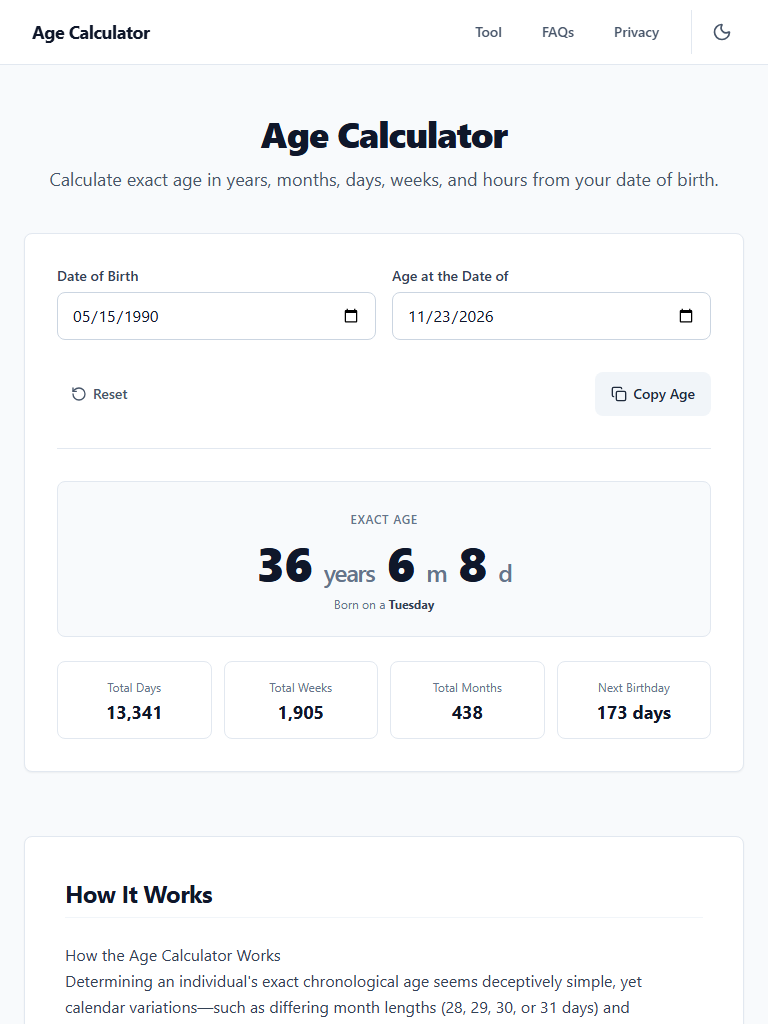 Age Calculator
Tool
FAQs
Privacy
Age Calculator
Calculate exact age in years, months, days, weeks, and hours from your date of birth.
Date of Birth
Age at the Date of
05/15/1990
11/23/2026
Reset
Copy Age
EXACT AGE
36 years 6 m 8 d
Born on a Tuesday
Total Days
13,341
Total Weeks
1,905
Total Months
438
Next Birthday
173 days
How It Works
How the Age Calculator Works
Determining an individual's exact chronological age seems deceptively simple, yet
calendar variations—such as differing month lengths (28, 29, 30, or 31 days) and